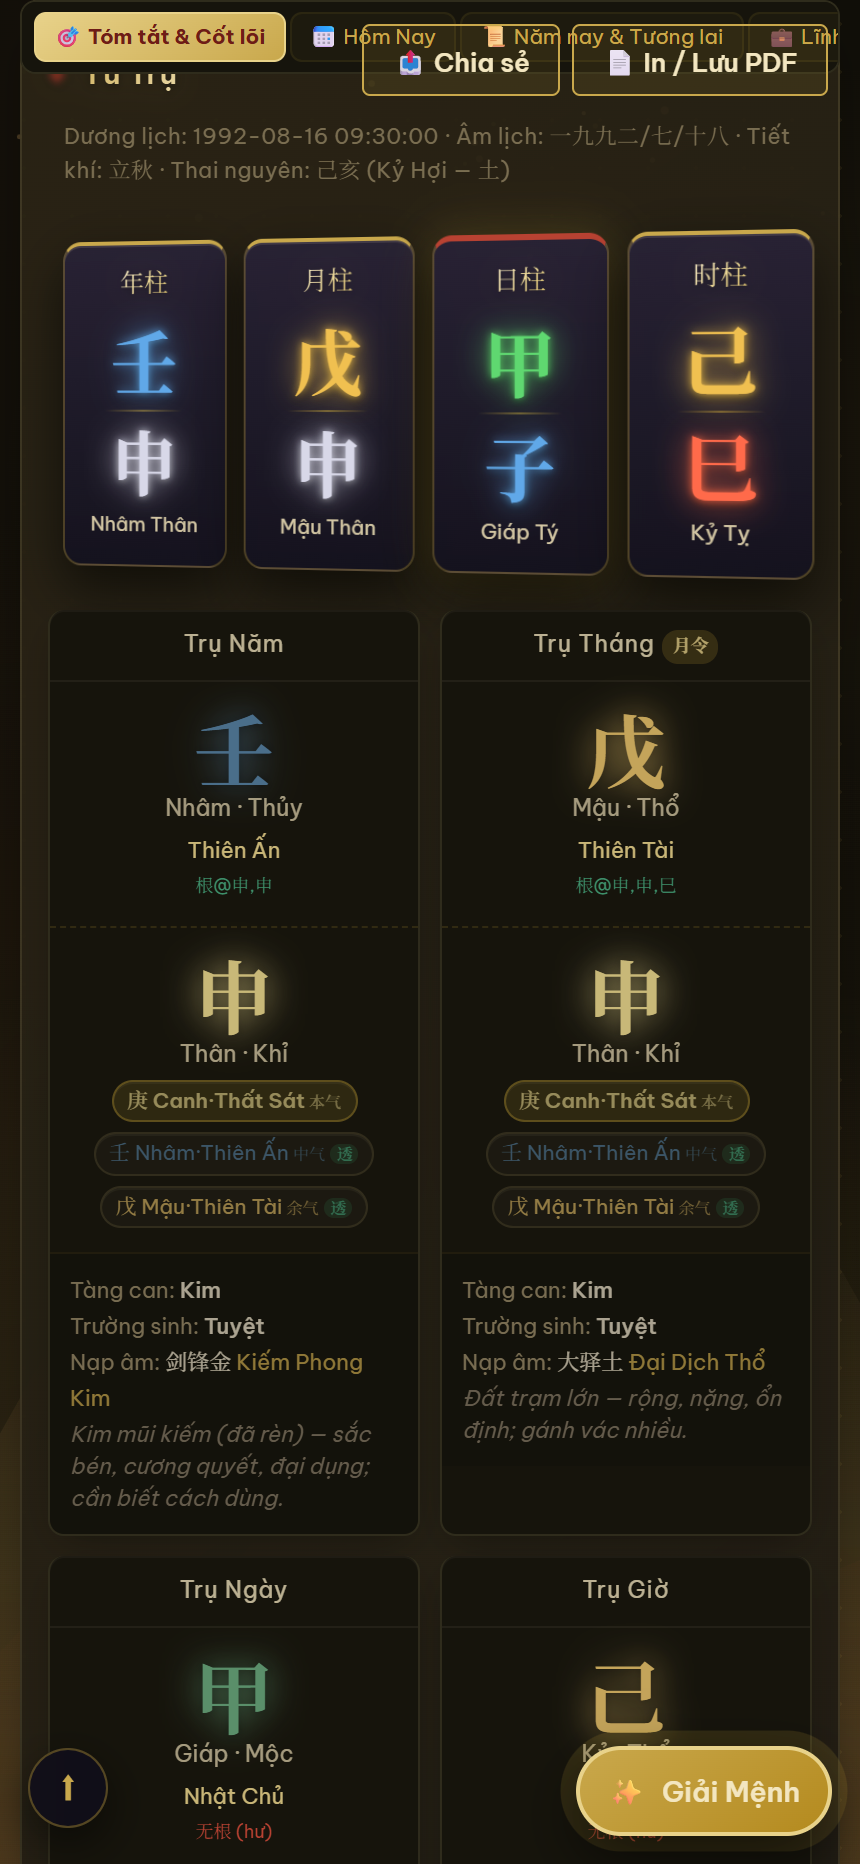 🎯 Tóm tắt & Cốt lõi
Hôm Nay
📜 Năm nay & Tương lai
Lĩnh
📤 Chia sẻ
📄 In / Lưu PDF
Tứ Trụ
Dương lịch: 1992-08-16 09:30:00 · Âm lịch: 一九九二/七/十八 · Tiết
khí: 立秋 · Thai nguyên: 己亥 (Kỷ Hợi — 土)
年柱
壬
申
Nhâm Thân
月柱
戊
申
Mậu Thân
日柱
甲
子
Giáp Tý
时柱
己
巳
Kỷ Tỵ
Trụ Năm
壬
Nhâm · Thủy
Thiên Ấn
根@申,申
申
Thân · Khỉ
庚 Canh·Thất Sát 本气
壬 Nhâm·Thiên Ấn 中气 透
戊 Mậu·Thiên Tài 余气 透
Tàng can: Kim
Trường sinh: Tuyệt
Nạp âm: 剑锋金 Kiếm Phong
Kim
Kim mũi kiếm (đã rèn) — sắc
bén, cương quyết, đại dụng;
cần biết cách dùng.
Trụ Tháng 月令
戊
Mậu · Thổ
Thiên Tài
根@申,申,巳
申
Thân · Khỉ
庚 Canh·Thất Sát 本气
壬 Nhâm·Thiên Ấn 中气 透
戊 Mậu·Thiên Tài 余气 透
Tàng can: Kim
Trường sinh: Tuyệt
Nạp âm: 大驿土 Đại Dịch Thổ
Đất trạm lớn — rộng, nặng, ổn
định; gánh vác nhiều.
Trụ Ngày
甲
Giáp · Mộc
Nhật Chủ
无根 (hư)
Trụ Giờ
己
✨ Giải Mệnh